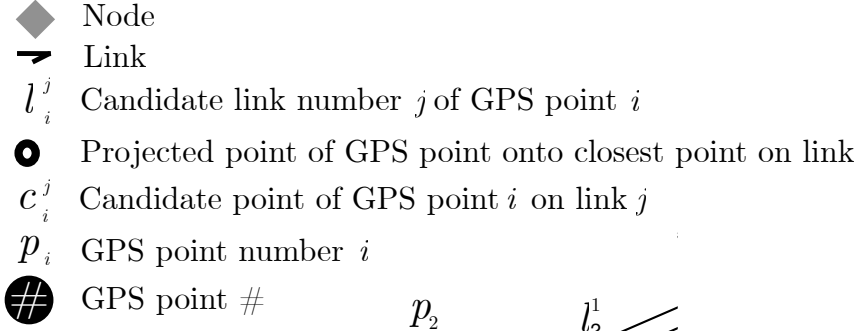 Node
Link
l_i^j Candidate link number j of GPS point i
Projected point of GPS point onto closest point on link
c_i^j Candidate point of GPS point i on link j
p_i GPS point number i
# GPS point #
p_2 l_2^1